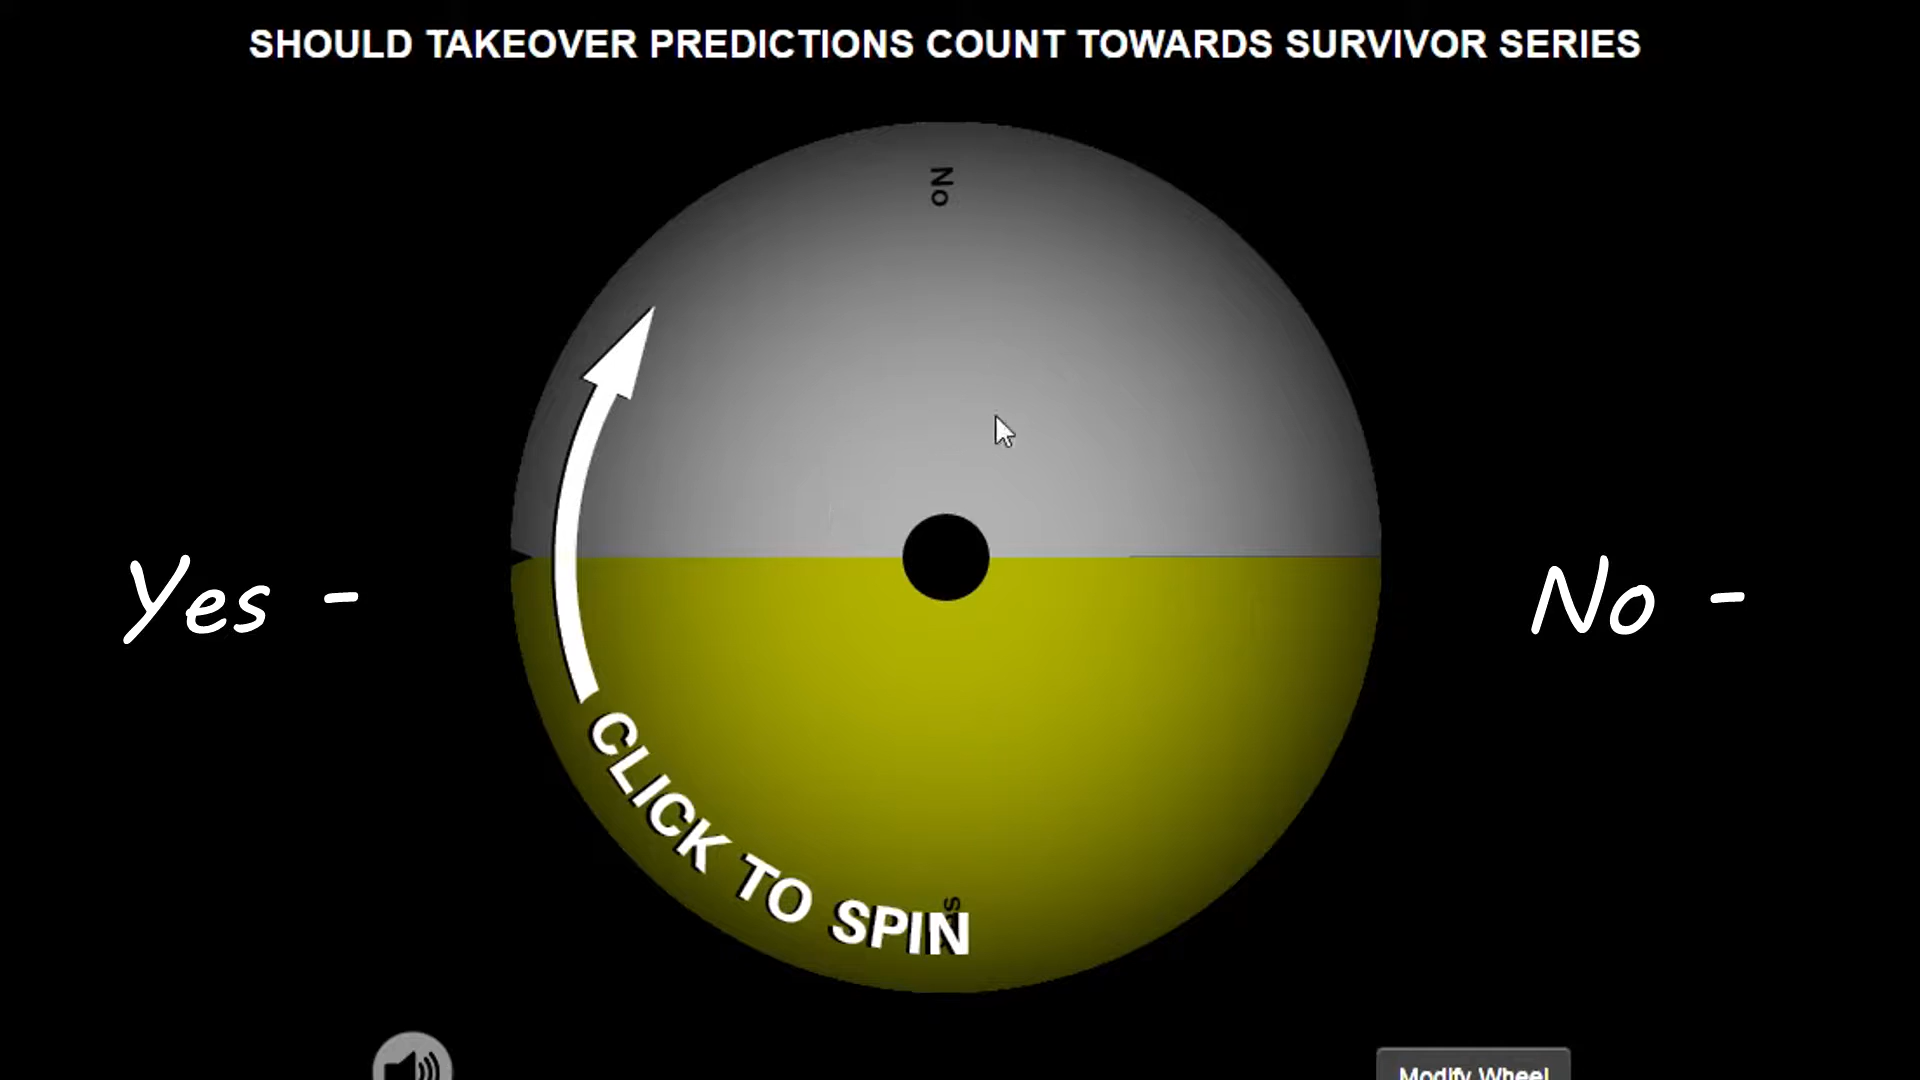 SHOULD TAKEOVER PREDICTIONS COUNT TOWARDS SURVIVOR SERIES
No
Yes -
No -
CLICK TO SPIN
Modify Wheel